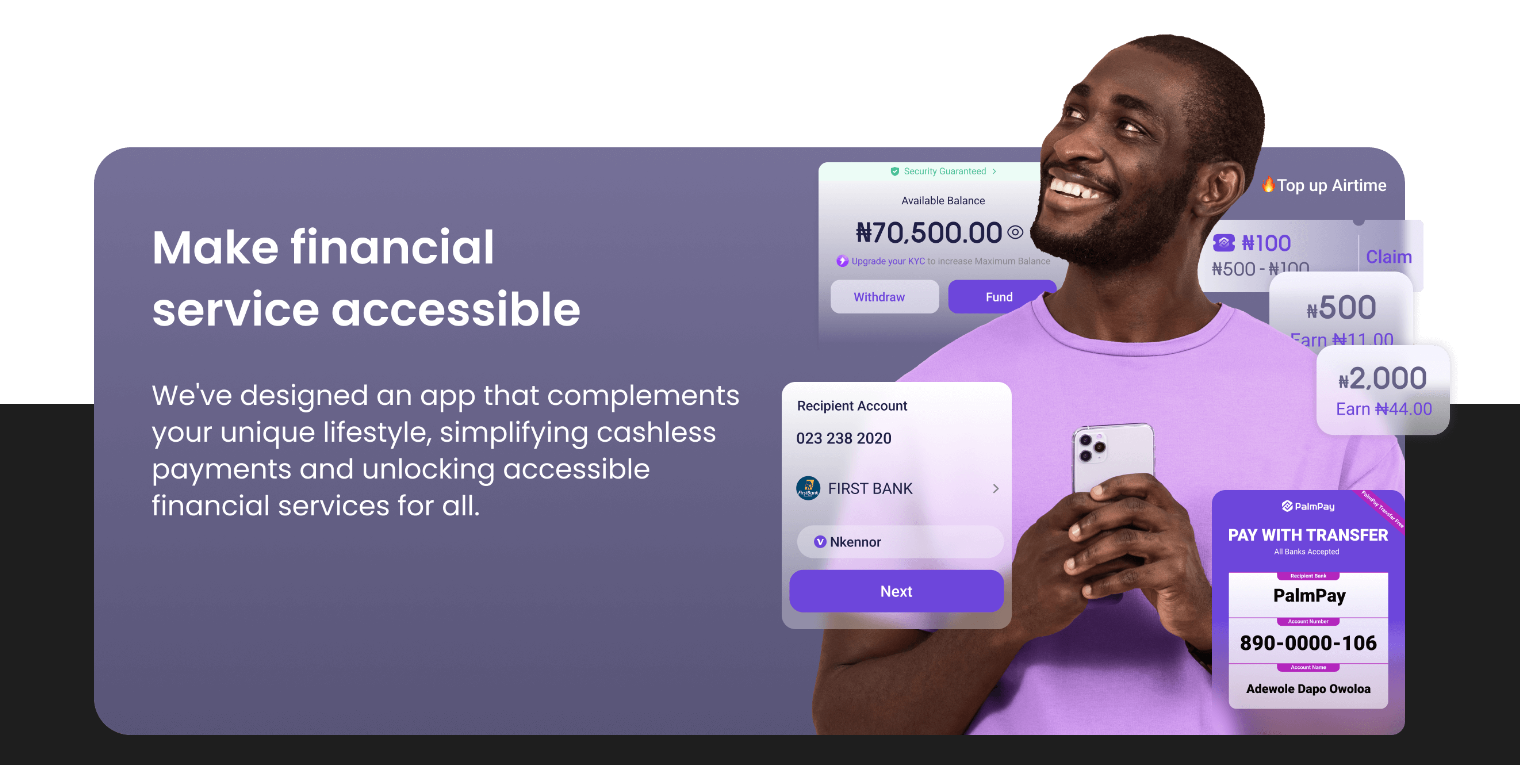 Make financial
service accessible
We've designed an app that complements
your unique lifestyle, simplifying cashless
payments and unlocking accessible
financial services for all.
Security Guaranteed >
Available Balance
₦70,500.00
Upgrade your KYC to increase Maximum Balance
Withdraw
Fund
Recipient Account
023 238 2020
FirstBank
FIRST BANK >
v Nkennor
Next
🔥Top up Airtime
₦100
₦500 - ₦100
Claim
₦500
Earn ₦11.00
₦2,000
Earn ₦44.00
PalmPay
PalmPay Transfer Free
PAY WITH TRANSFER
All Banks Accepted
Recipient Bank
PalmPay
Account Number
890-0000-106
Account Name
Adewole Dapo Owoloa